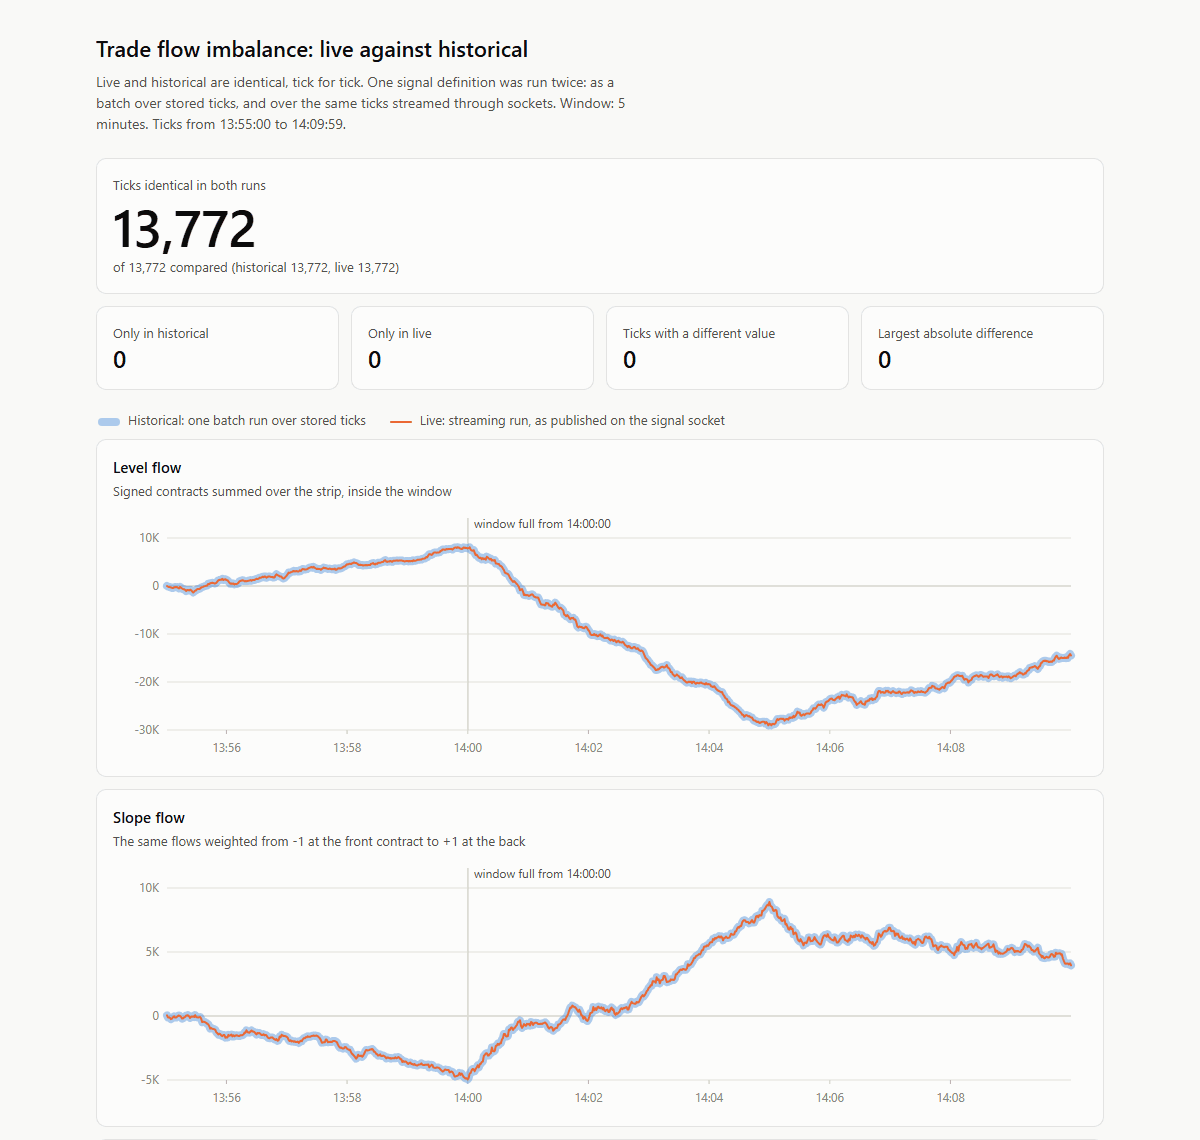 Trade flow imbalance: live against historical
Live and historical are identical, tick for tick. One signal definition was run twice: as a
batch over stored ticks, and over the same ticks streamed through sockets. Window: 5
minutes. Ticks from 13:55:00 to 14:09:59.
Ticks identical in both runs
13,772
of 13,772 compared (historical 13,772, live 13,772)
Only in historical
0
Only in live
0
Ticks with a different value
0
Largest absolute difference
0
Historical: one batch run over stored ticks
Live: streaming run, as published on the signal socket
Level flow
Signed contracts summed over the strip, inside the window
window full from 14:00:00
10K
0
-10K
-20K
-30K
13:56
13:58
14:00
14:02
14:04
14:06
14:08
Slope flow
The same flows weighted from -1 at the front contract to +1 at the back
window full from 14:00:00
10K
5K
0
-5K
13:56
13:58
14:00
14:02
14:04
14:06
14:08